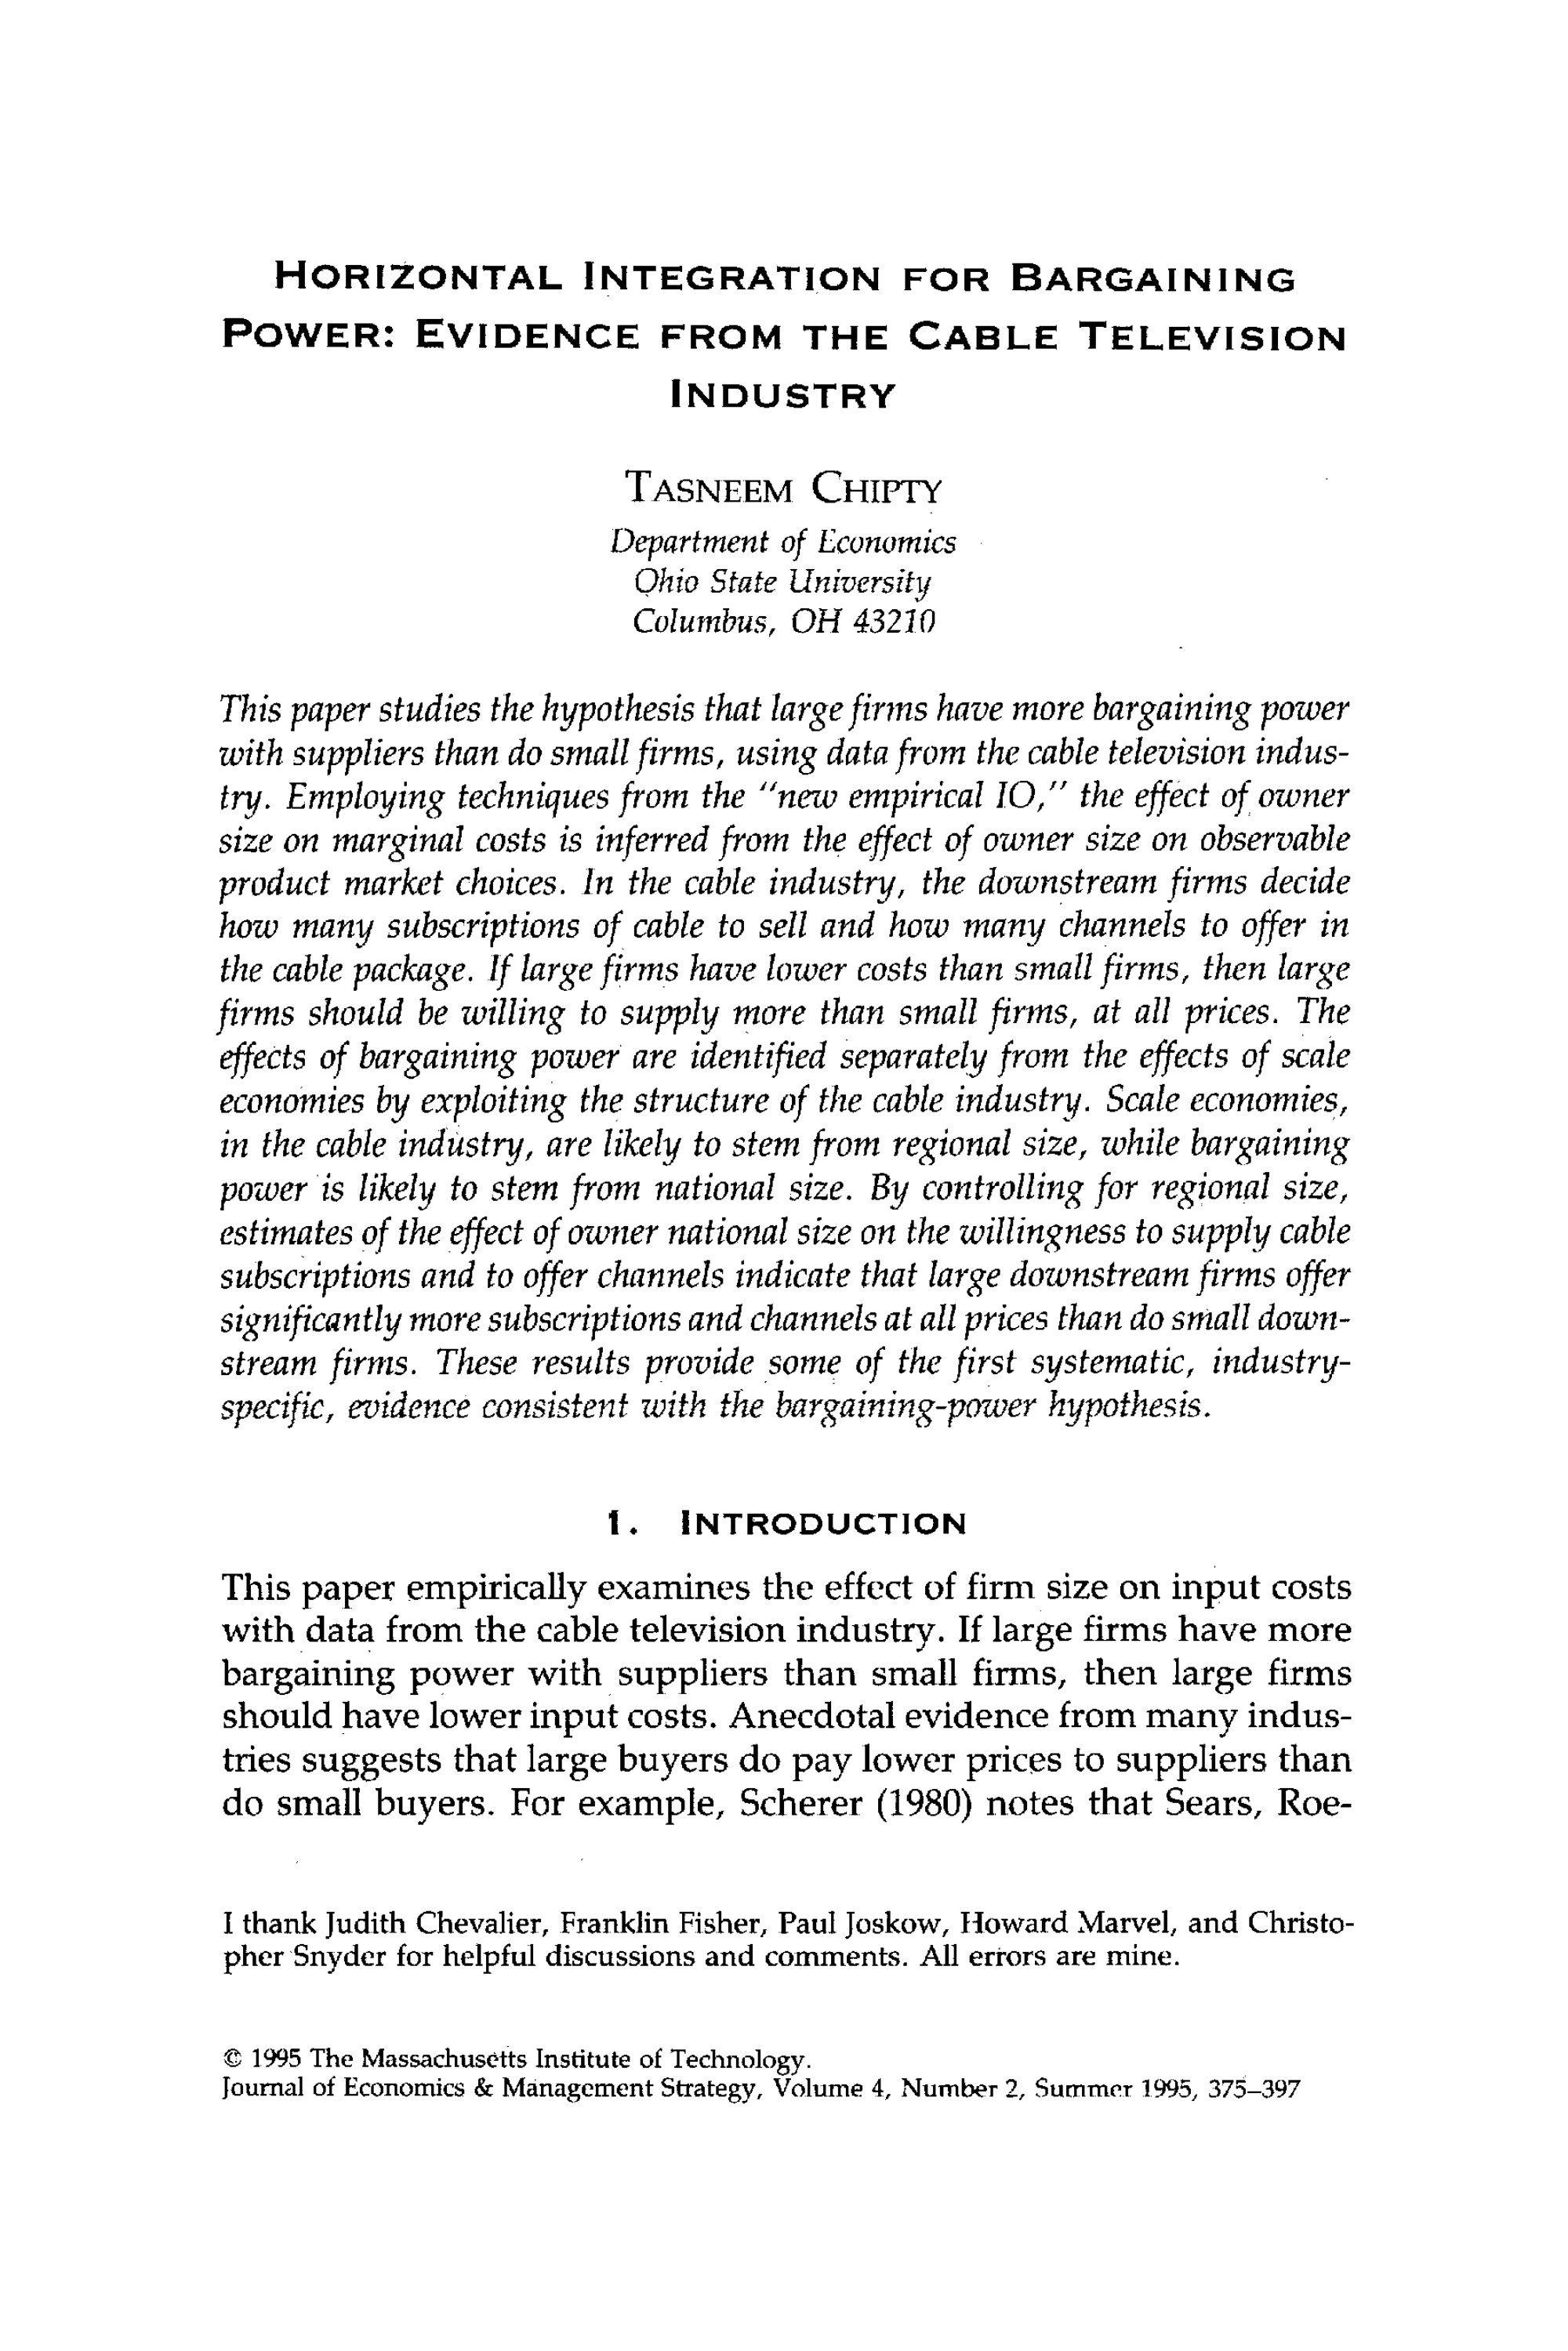 HORIZONTAL INTEGRATION FOR BARGAINING
POWER: EVIDENCE FROM THE CABLE TELEVISION
INDUSTRY
TASNEEM CHIPTY
Department of Economics
Ohio State University
Columbus, OH 43210
This paper studies the hypothesis that large firms have more bargaining power
with suppliers than do small firms, using data from the cable television indus-
try. Employing techniques from the "new empirical IO," the effect of owner
size on marginal costs is inferred from the effect of owner size on observable
product market choices. In the cable industry, the downstream firms decide
how many subscriptions of cable to sell and how many channels to offer in
the cable package. If large firms have lower costs than small firms, then large
firms should be willing to supply more than small firms, at all prices. The
effects of bargaining power are identified separately from the effects of scale
economies by exploiting the structure of the cable industry. Scale economies,
in the cable industry, are likely to stem from regional size, while bargaining
power is likely to stem from national size. By controlling for regional size,
estimates of the effect of owner national size on the willingness to supply cable
subscriptions and to offer channels indicate that large downstream firms offer
significantly more subscriptions and channels at all prices than do small down-
stream firms. These results provide some of the first systematic, industry-
specific, evidence consistent with the bargaining-power hypothesis.
1. INTRODUCTION
This paper empirically examines the effect of firm size on input costs
with data from the cable television industry. If large firms have more
bargaining power with suppliers than small firms, then large firms
should have lower input costs. Anecdotal evidence from many indus-
tries suggests that large buyers do pay lower prices to suppliers than
do small buyers. For example, Scherer (1980) notes that Sears, Roe-
I thank Judith Chevalier, Franklin Fisher, Paul Joskow, Howard Marvel, and Christo-
pher Snyder for helpful discussions and comments. All errors are mine.
© 1995 The Massachusetts Institute of Technology.
Journal of Economics & Management Strategy, Volume 4, Number 2, Summer 1995, 375–397